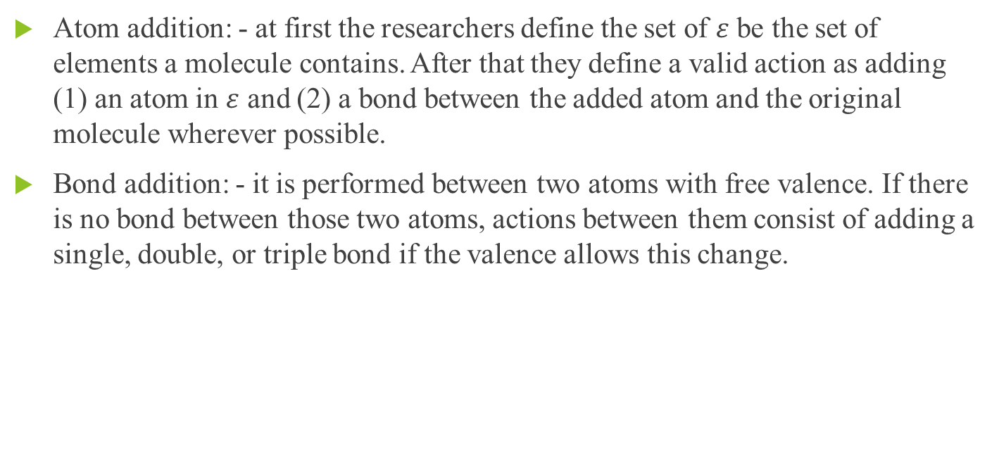 Atom addition: - at first the researchers define the set of ε be the set of
elements a molecule contains. After that they define a valid action as adding
(1) an atom in ε and (2) a bond between the added atom and the original
molecule wherever possible.
Bond addition: - it is performed between two atoms with free valence. If there
is no bond between those two atoms, actions between them consist of adding a
single, double, or triple bond if the valence allows this change.